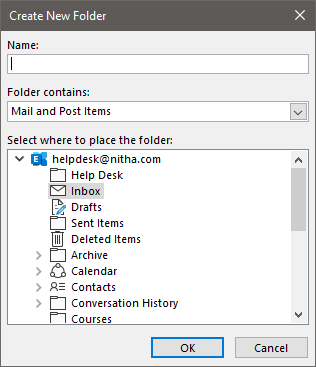 Create New Folder
Name:
Folder contains:
Mail and Post Items
Select where to place the folder:
helpdesk@nitha.com
Help Desk
Inbox
Drafts
Sent Items
Deleted Items
Archive
Calendar
Contacts
Conversation History
Courses
OK
Cancel